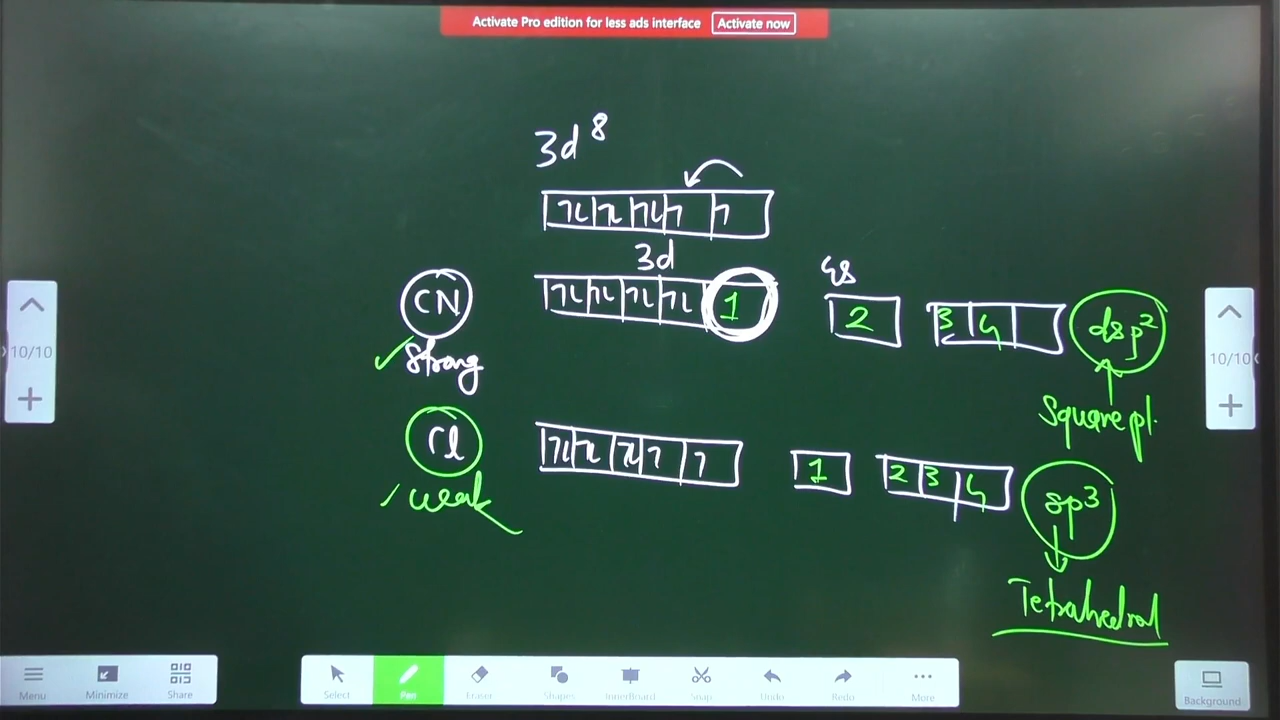 Activate Pro edition for less ads interface Activate now
3d⁸
3d
4s
CN
1 2 3 4 dsp²
Strong
Square pl.
Cl
1 2 3 4 sp³
weak
Tetrahedral
10/10
10/10
Menu Minimize Share Select Pen Eraser Shapes InnerBoard Snap Undo Redo More Background